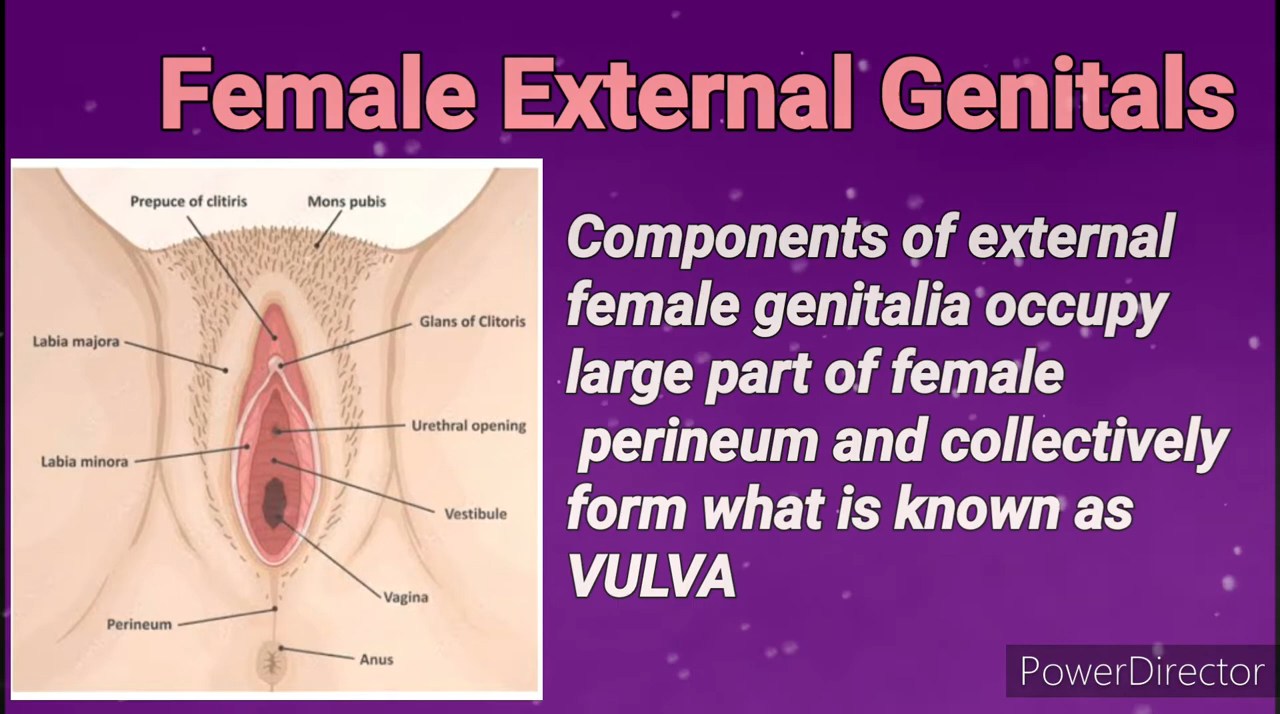 Female External Genitals
Prepuce of clitiris
Mons pubis
Glans of Clitoris
Labia majora
Urethral opening
Labia minora
Vestibule
Vagina
Perineum
Anus
Components of external
female genitalia occupy
large part of female
perineum and collectively
form what is known as
VULVA
PowerDirector